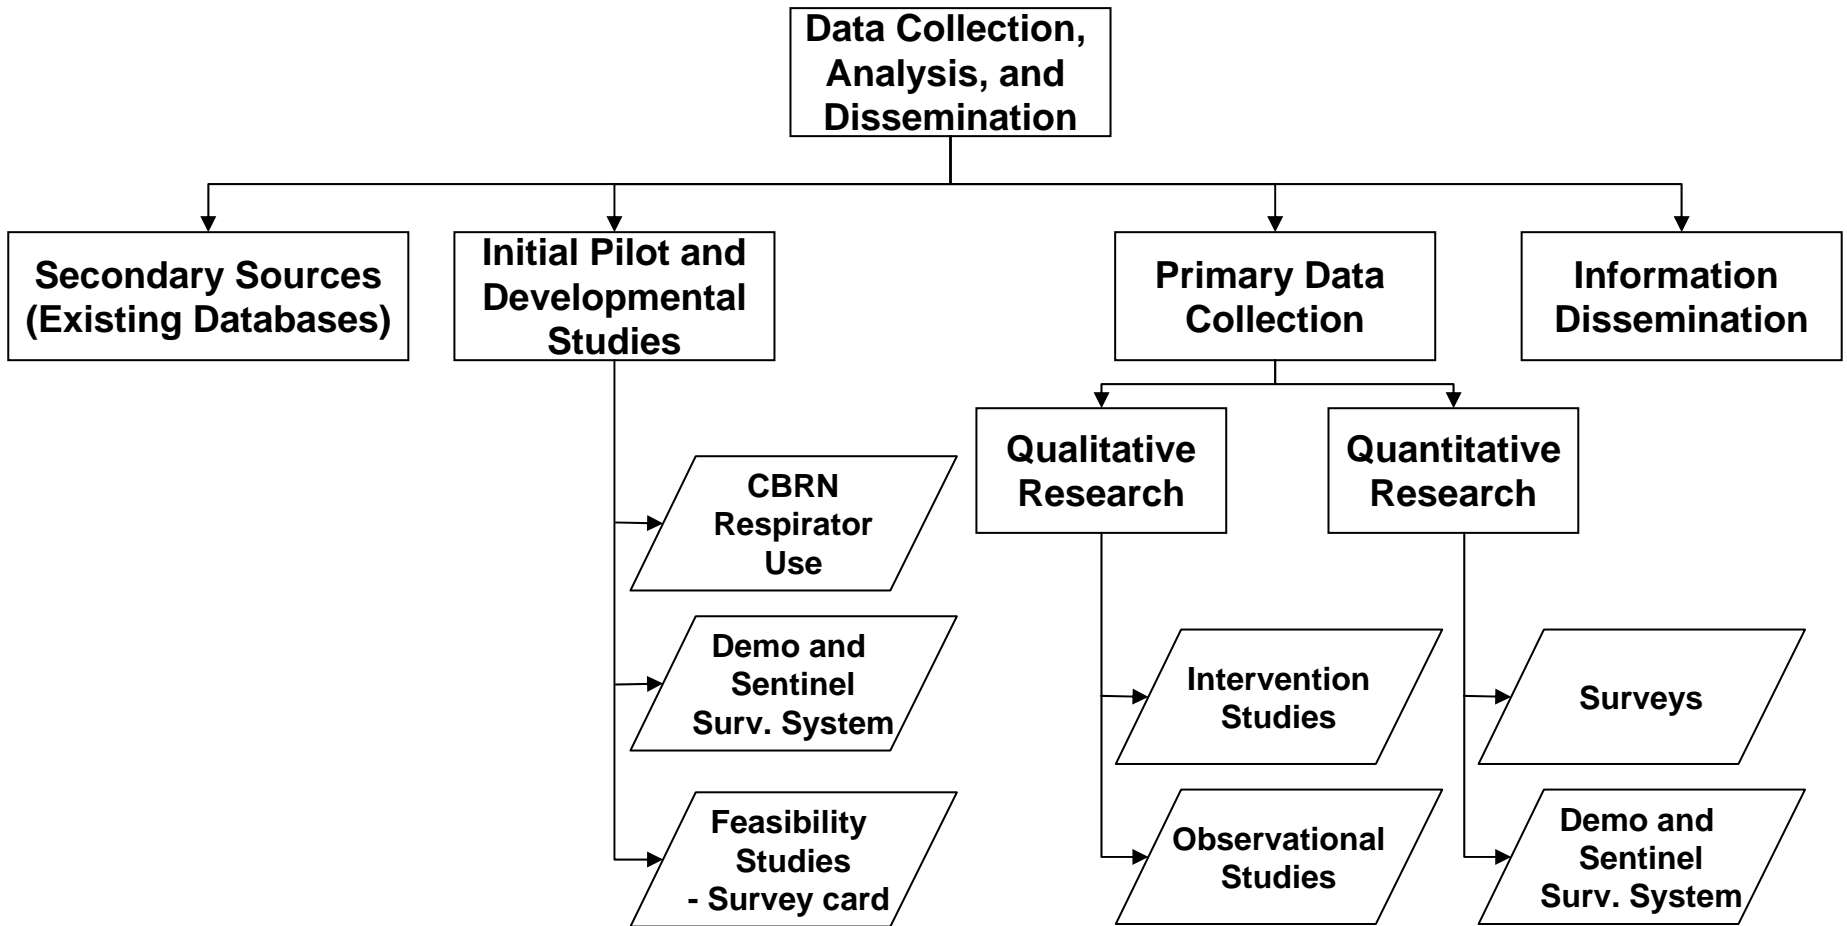 Data Collection,
Analysis, and
Dissemination
Secondary Sources
(Existing Databases)
Initial Pilot and
Developmental
Studies
Primary Data
Collection
Information
Dissemination
Qualitative
Research
Quantitative
Research
CBRN
Respirator
Use
Demo and
Sentinel
Surv. System
Feasibility
Studies
- Survey card
Intervention
Studies
Observational
Studies
Surveys
Demo and
Sentinel
Surv. System